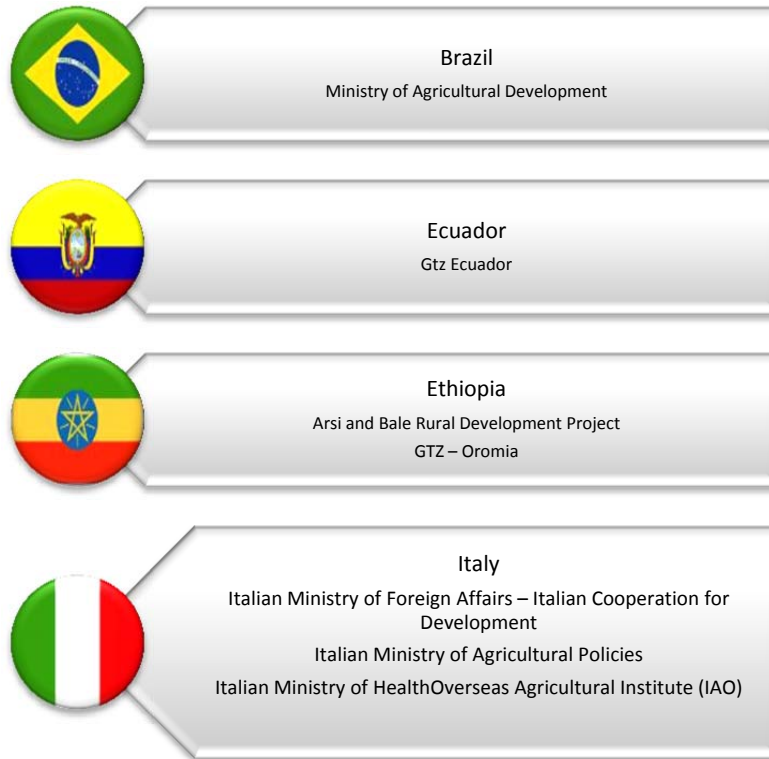 Brazil
Ministry of Agricultural Development
Ecuador
Gtz Ecuador
Ethiopia
Arsi and Bale Rural Development Project
GTZ – Oromia
Italy
Italian Ministry of Foreign Affairs – Italian Cooperation for
Development
Italian Ministry of Agricultural Policies
Italian Ministry of HealthOverseas Agricultural Institute (IAO)